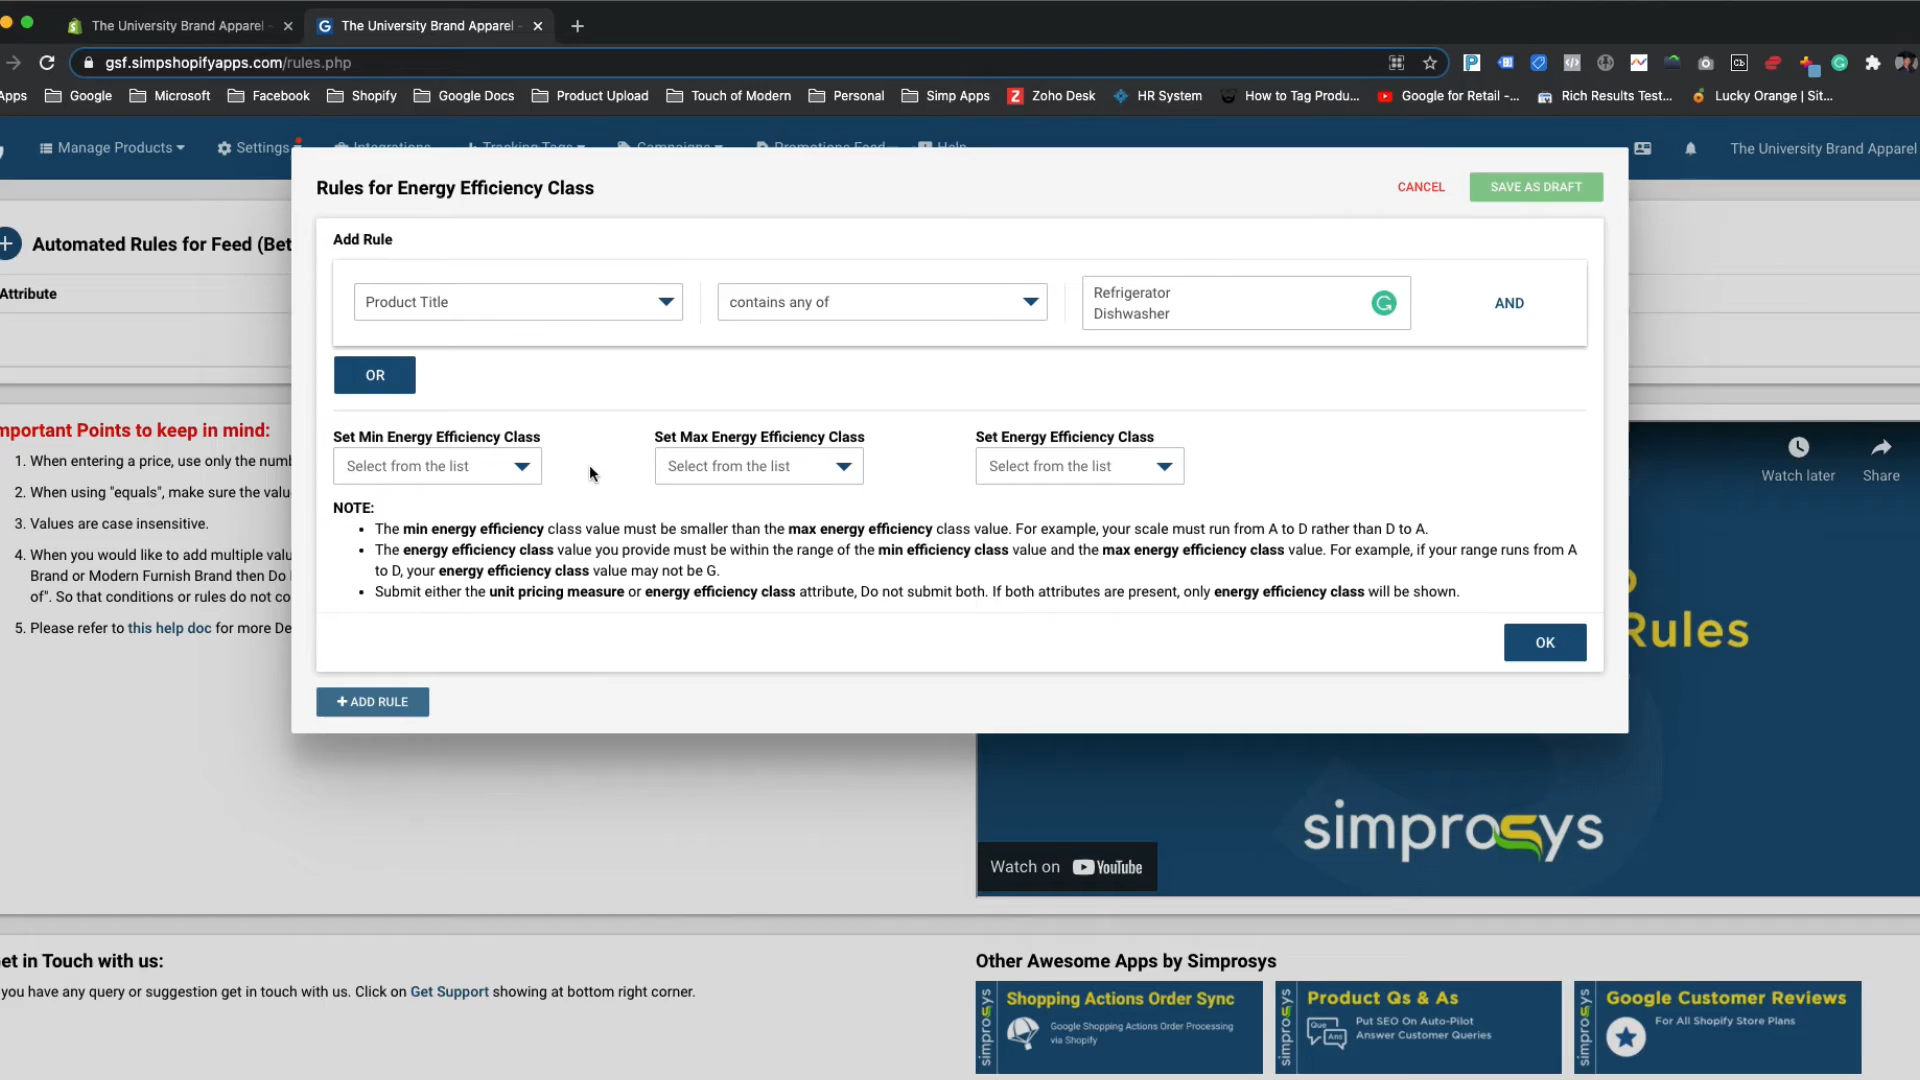 The University Brand Apparel -
The University Brand Apparel -
gsf.simpshopifyapps.com/rules.php
Apps Google Microsoft Facebook Shopify Google Docs Product Upload Touch of Modern Personal Simp Apps Zoho Desk HR System How to Tag Produ... Google for Retail -... Rich Results Test... Lucky Orange | Sit...
Manage Products Settings Integrations Tracking Tags Campaigns Promotions Feed Help The University Brand Apparel
Rules for Energy Efficiency Class
CANCEL
SAVE AS DRAFT
Automated Rules for Feed (Bet
Attribute
Add Rule
Product Title
contains any of
Refrigerator
Dishwasher
AND
OR
Set Min Energy Efficiency Class
Select from the list
Set Max Energy Efficiency Class
Select from the list
Set Energy Efficiency Class
Select from the list
NOTE:
• The min energy efficiency class value must be smaller than the max energy efficiency class value. For example, your scale must run from A to D rather than D to A.
• The energy efficiency class value you provide must be within the range of the min efficiency class value and the max energy efficiency class value. For example, if your range runs from A
to D, your energy efficiency class value may not be G.
• Submit either the unit pricing measure or energy efficiency class attribute, Do not submit both. If both attributes are present, only energy efficiency class will be shown.
OK
+ ADD RULE
mportant Points to keep in mind:
1. When entering a price, use only the numb
2. When using "equals", make sure the valu
3. Values are case insensitive.
4. When you would like to add multiple valu
Brand or Modern Furnish Brand then Do
of". So that conditions or rules do not co
5. Please refer to this help doc for more De
Watch later
Share
Rules
simprosys
Watch on YouTube
et in Touch with us:
you have any query or suggestion get in touch with us. Click on Get Support showing at bottom right corner.
Other Awesome Apps by Simprosys
simprosys
Shopping Actions Order Sync
Google Shopping Actions Order Processing
via Shopify
simprosys
Product Qs & As
Que
Ans
Put SEO On Auto-Pilot
Answer Customer Queries
simprosys
Google Customer Reviews
For All Shopify Store Plans